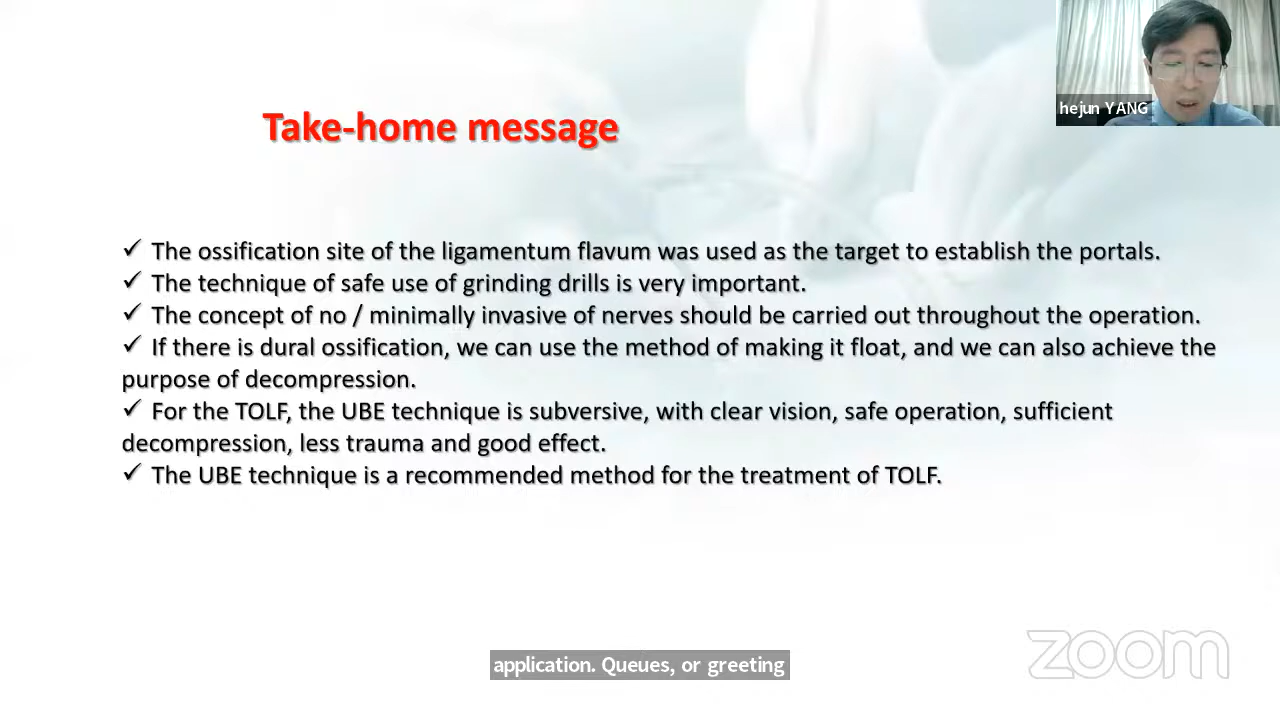 hejun YANG
Take-home message
✓ The ossification site of the ligamentum flavum was used as the target to establish the portals.
✓ The technique of safe use of grinding drills is very important.
✓ The concept of no / minimally invasive of nerves should be carried out throughout the operation.
✓ If there is dural ossification, we can use the method of making it float, and we can also achieve the
purpose of decompression.
✓ For the TOLF, the UBE technique is subversive, with clear vision, safe operation, sufficient
decompression, less trauma and good effect.
✓ The UBE technique is a recommended method for the treatment of TOLF.
zoom
application. Queues, or greeting